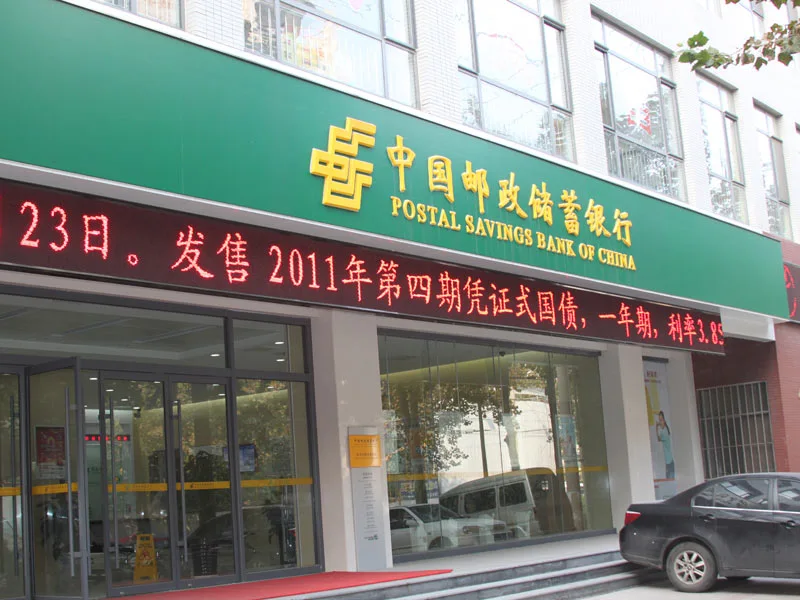 中国邮政储蓄银行
POSTAL SAVINGS BANK OF CHINA
23日。发售2011年第四期凭证式国债，一年期，利率3.85